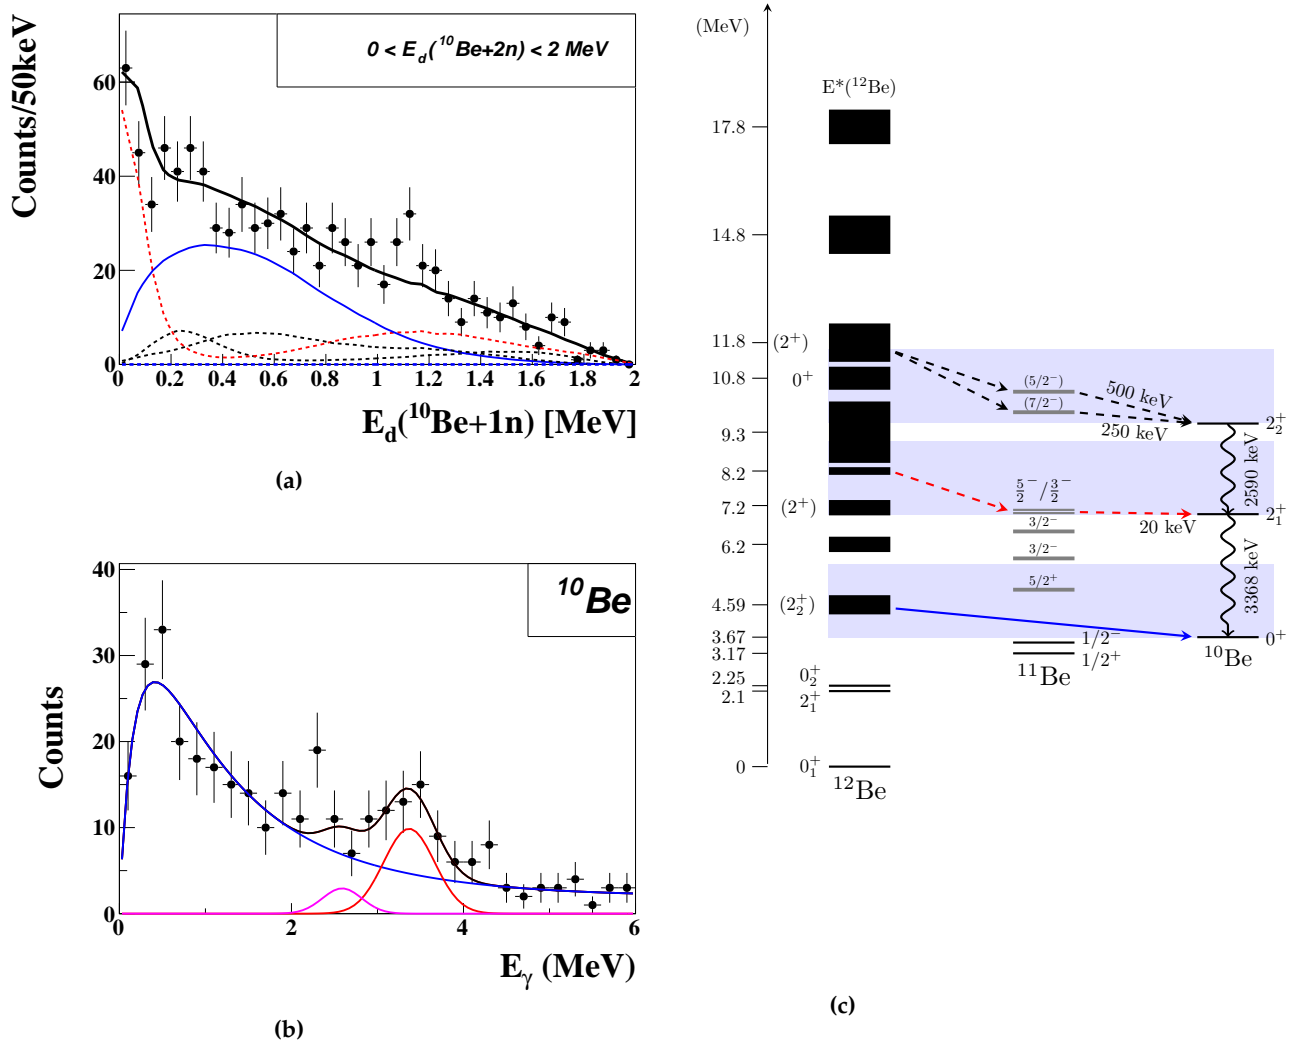 0 < E_d(^10Be+2n) < 2 MeV
Counts/50keV
60
40
20
0
0 0.2 0.4 0.6 0.8 1 1.2 1.4 1.6 1.8 2
E_d(^10Be+1n) [MeV]
(a)
^10Be
Counts
40
30
20
10
0
0 2 4 6
E_γ (MeV)
(b)
(MeV)
E*(^12Be)
17.8
14.8
11.8
(2^+)
10.8
0^+
9.3
8.2
7.2
(2^+)
6.2
4.59
(2_2^+)
3.67
3.17
2.25
0_2^+
2.1
2_1^+
0
0_1^+
^12Be
(5/2^-)
(7/2^-)
500 keV
250 keV
2_2^+
5/2^-/3/2^-
2590 keV
20 keV
2_1^+
3/2^-
3/2^-
5/2^+
3368 keV
0^+
1/2^-
1/2^+
^11Be
^10Be
(c)